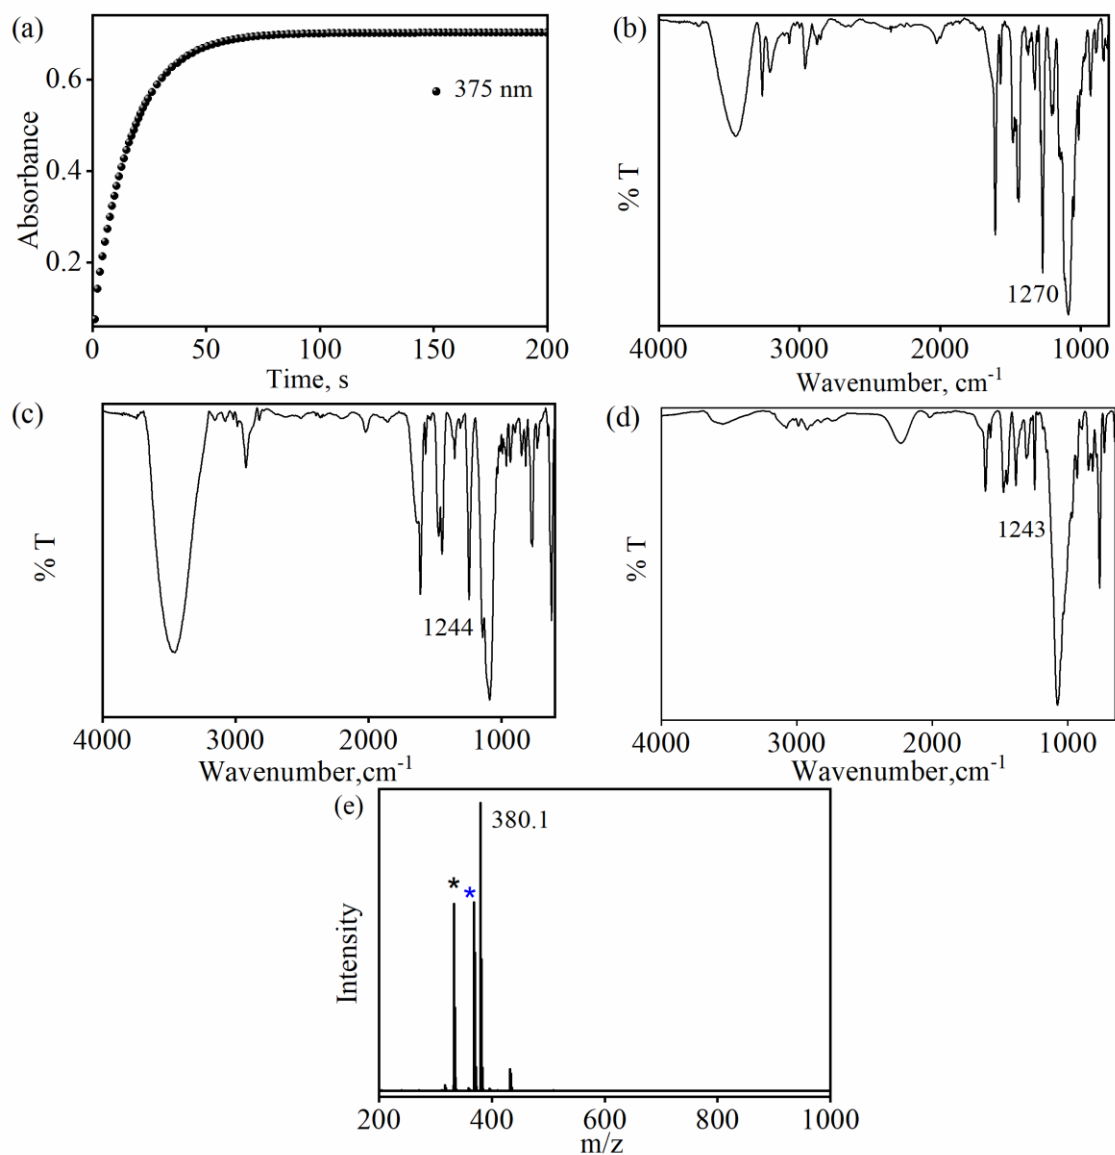 (a)
Absorbance
0.6
0.4
0.2
375 nm
0 50 100 150 200
Time, s
(b)
% T
1270
4000 3000 2000 1000
Wavenumber, cm⁻¹
(c)
% T
1244
4000 3000 2000 1000
Wavenumber,cm⁻¹
(d)
% T
1243
4000 3000 2000 1000
Wavenumber,cm⁻¹
(e)
Intensity
380.1
* *
200 400 600 800 1000
m/z